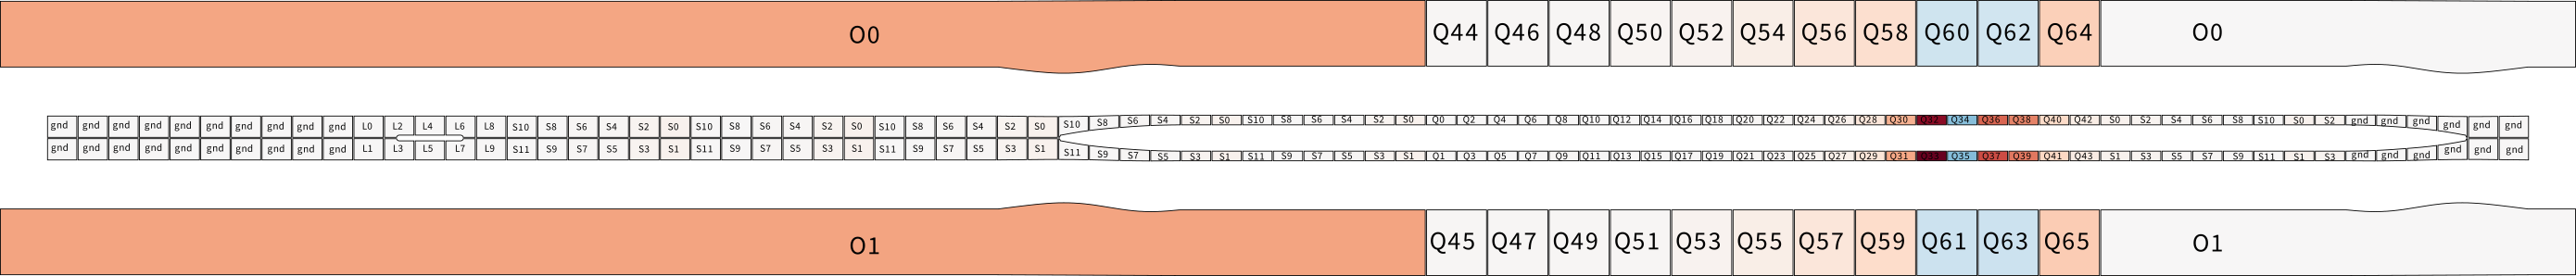 O0 Q44 Q46 Q48 Q50 Q52 Q54 Q56 Q58 Q60 Q62 Q64 O0
gnd gnd gnd gnd gnd gnd gnd gnd gnd gnd L0 L2 L4 L6 L8 S10 S8 S6 S4 S2 S0 S10 S8 S6 S4 S2 S0 S10 S8 S6 S4 S2 S0 S10 S8 S6 S4 S2 S0 S10 S8 S6 S4 S2 S0 Q0 Q2 Q4 Q6 Q8 Q10 Q12 Q14 Q16 Q18 Q20 Q22 Q24 Q26 Q28 Q30 Q32 Q34 Q36 Q38 Q40 Q42 S0 S2 S4 S6 S8 S10 S0 S2 gnd gnd gnd gnd gnd gnd
gnd gnd gnd gnd gnd gnd gnd gnd gnd gnd L1 L3 L5 L7 L9 S11 S9 S7 S5 S3 S1 S11 S9 S7 S5 S3 S1 S11 S9 S7 S5 S3 S1 S11 S9 S7 S5 S3 S1 S11 S9 S7 S5 S3 S1 Q1 Q3 Q5 Q7 Q9 Q11 Q13 Q15 Q17 Q19 Q21 Q23 Q25 Q27 Q29 Q31 Q33 Q35 Q37 Q39 Q41 Q43 S1 S3 S5 S7 S9 S11 S1 S3 gnd gnd gnd gnd gnd gnd
O1 Q45 Q47 Q49 Q51 Q53 Q55 Q57 Q59 Q61 Q63 Q65 O1